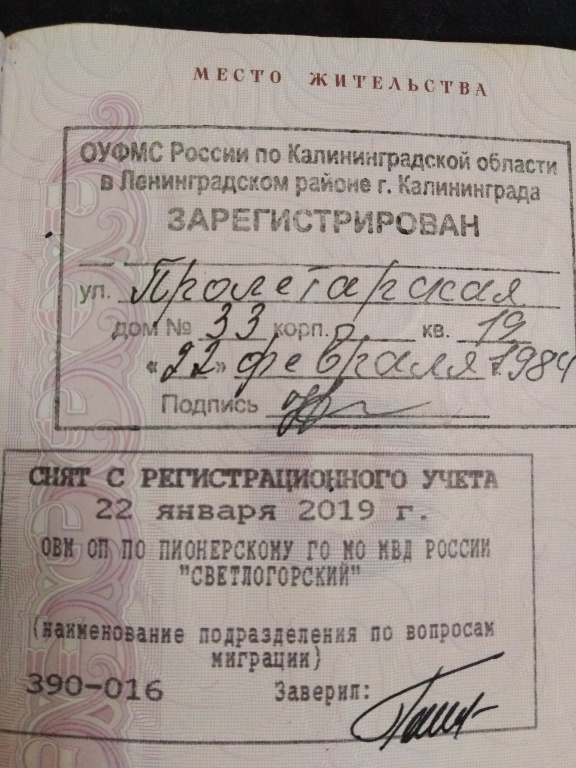 МЕСТО ЖИТЕЛЬСТВА
ОУФМС России по Калининградской области
в Ленинградском районе г. Калининграда
ЗАРЕГИСТРИРОВАН
ул. Пролетарская
дом № 33 корп. кв. 19
«22» февраля 1984
Подпись
СНЯТ С РЕГИСТРАЦИОННОГО УЧЕТА
22 января 2019 г.
ОВМ ОП ПО ПИОНЕРСКОМУ ГО МО МВД РОССИИ
"СВЕТЛОГОРСКИЙ"
(наименование подразделения по вопросам
миграции)
390-016 Заверил: